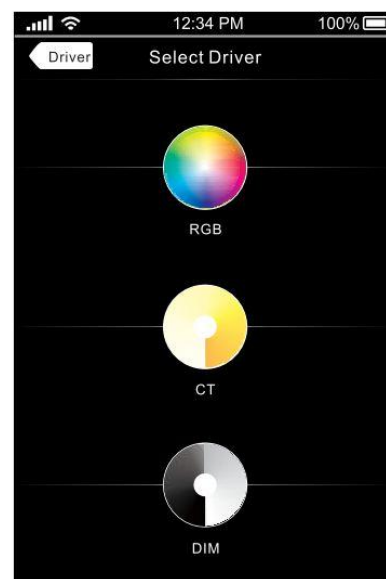 12:34 PM 100%
Driver Select Driver
RGB
CT
DIM